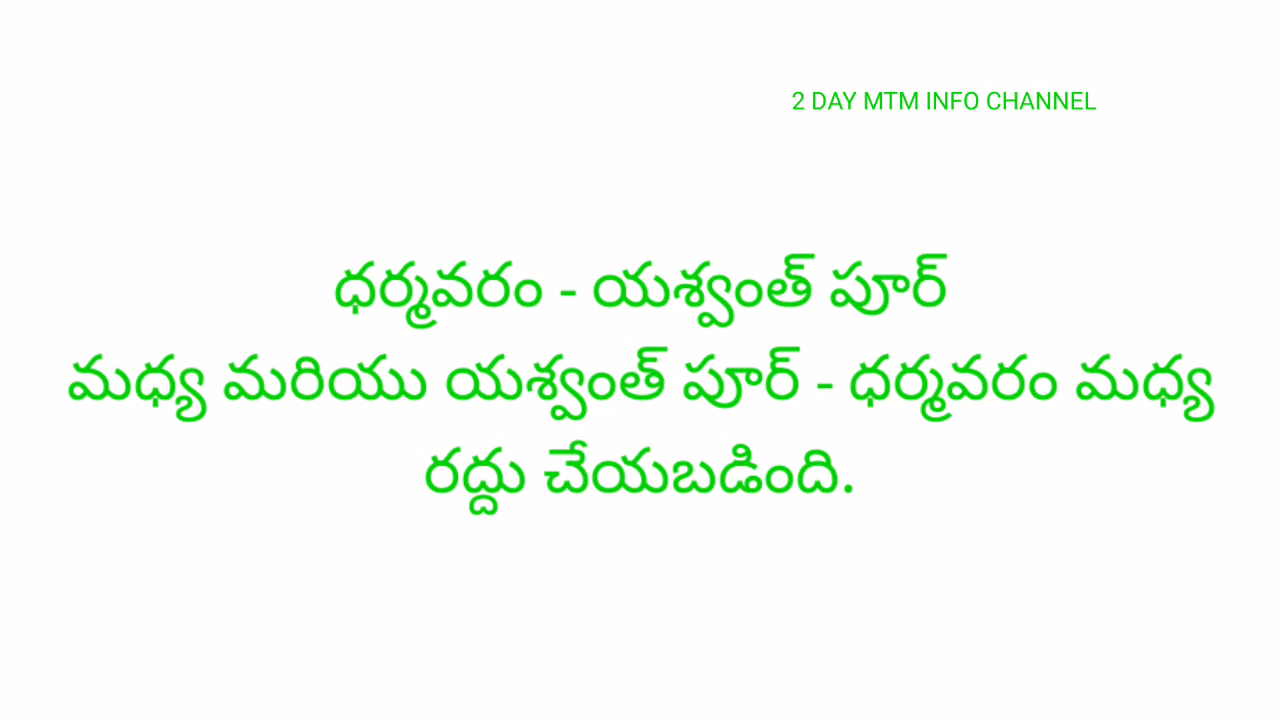 2 DAY MTM INFO CHANNEL
ధర్మవరం - యశ్వంత్ పూర్
మధ్య మరియు యశ్వంత్ పూర్ - ధర్మవరం మధ్య
రద్దు చేయబడింది.